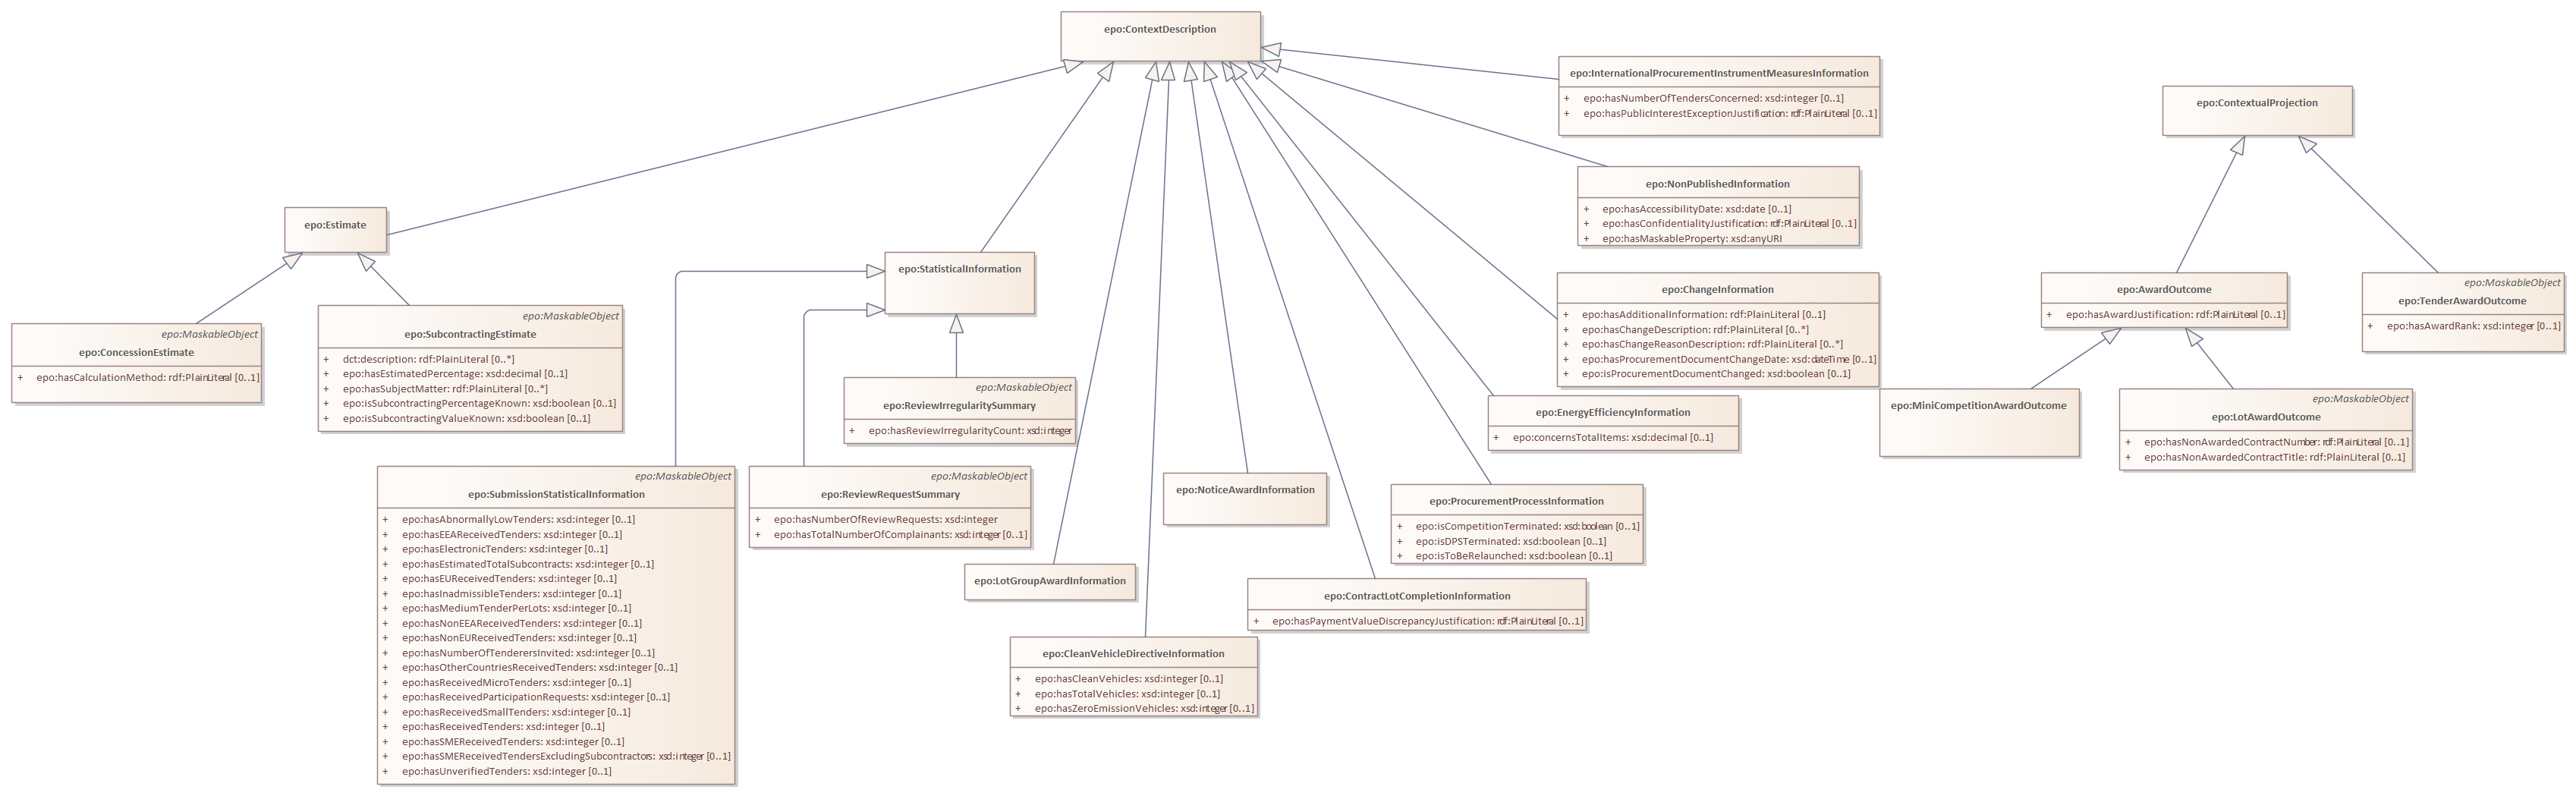 epo:ContextDescription
epo:InternationalProcurementInstrumentMeasuresInformation
+ epo:hasNumberOfTendersConcerned: xsd:integer [0..1]
+ epo:hasPublicInterestExceptionJustification: rdf:PlainLiteral [0..1]
epo:ContextualProjection
epo:NonPublishedInformation
+ epo:hasAccessibilityDate: xsd:date [0..1]
+ epo:hasConfidentialityJustification: rdf:PlainLiteral [0..1]
+ epo:hasMaskableProperty: xsd:anyURI
epo:Estimate
epo:StatisticalInformation
epo:ChangeInformation
+ epo:hasAdditionalInformation: rdf:PlainLiteral [0..1]
+ epo:hasChangeDescription: rdf:PlainLiteral [0..*]
+ epo:hasChangeReasonDescription: rdf:PlainLiteral [0..*]
+ epo:hasProcurementDocumentChangeDate: xsd:dateTime [0..1]
+ epo:isProcurementDocumentChanged: xsd:boolean [0..1]
epo:AwardOutcome
+ epo:hasAwardJustification: rdf:PlainLiteral [0..1]
epo:MaskableObject
epo:TenderAwardOutcome
+ epo:hasAwardRank: xsd:integer [0..1]
epo:MaskableObject
epo:ConcessionEstimate
+ epo:hasCalculationMethod: rdf:PlainLiteral [0..1]
epo:MaskableObject
epo:SubcontractingEstimate
+ dct:description: rdf:PlainLiteral [0..*]
+ epo:hasEstimatedPercentage: xsd:decimal [0..1]
+ epo:hasSubjectMatter: rdf:PlainLiteral [0..*]
+ epo:isSubcontractingPercentageKnown: xsd:boolean [0..1]
+ epo:isSubcontractingValueKnown: xsd:boolean [0..1]
epo:MaskableObject
epo:ReviewIrregularitySummary
+ epo:hasReviewIrregularityCount: xsd:integer
epo:EnergyEfficiencyInformation
+ epo:concernsTotalItems: xsd:decimal [0..1]
epo:MiniCompetitionAwardOutcome
epo:MaskableObject
epo:LotAwardOutcome
+ epo:hasNonAwardedContractNumber: rdf:PlainLiteral [0..1]
+ epo:hasNonAwardedContractTitle: rdf:PlainLiteral [0..1]
epo:MaskableObject
epo:SubmissionStatisticalInformation
+ epo:hasAbnormallyLowTenders: xsd:integer [0..1]
+ epo:hasEEAReceivedTenders: xsd:integer [0..1]
+ epo:hasElectronicTenders: xsd:integer [0..1]
+ epo:hasEstimatedTotalSubcontracts: xsd:integer [0..1]
+ epo:hasEUReceivedTenders: xsd:integer [0..1]
+ epo:hasInadmissibleTenders: xsd:integer [0..1]
+ epo:hasMediumTenderPerLots: xsd:integer [0..1]
+ epo:hasNonEEAReceivedTenders: xsd:integer [0..1]
+ epo:hasNonEUReceivedTenders: xsd:integer [0..1]
+ epo:hasNumberOfTenderersInvited: xsd:integer [0..1]
+ epo:hasOtherCountriesReceivedTenders: xsd:integer [0..1]
+ epo:hasReceivedMicroTenders: xsd:integer [0..1]
+ epo:hasReceivedParticipationRequests: xsd:integer [0..1]
+ epo:hasReceivedSmallTenders: xsd:integer [0..1]
+ epo:hasReceivedTenders: xsd:integer [0..1]
+ epo:hasSMEReceivedTenders: xsd:integer [0..1]
+ epo:hasSMEReceivedTendersExcludingSubcontractors: xsd:integer [0..1]
+ epo:hasUnverifiedTenders: xsd:integer [0..1]
epo:MaskableObject
epo:ReviewRequestSummary
+ epo:hasNumberOfReviewRequests: xsd:integer
+ epo:hasTotalNumberOfComplainants: xsd:integer [0..1]
epo:NoticeAwardInformation
epo:ProcurementProcessInformation
+ epo:isCompetitionTerminated: xsd:boolean [0..1]
+ epo:isDPSTerminated: xsd:boolean [0..1]
+ epo:isToBeRelaunched: xsd:boolean [0..1]
epo:LotGroupAwardInformation
epo:ContractLotCompletionInformation
+ epo:hasPaymentValueDiscrepancyJustification: rdf:PlainLiteral [0..1]
epo:CleanVehicleDirectiveInformation
+ epo:hasCleanVehicles: xsd:integer [0..1]
+ epo:hasTotalVehicles: xsd:integer [0..1]
+ epo:hasZeroEmissionVehicles: xsd:integer [0..1]